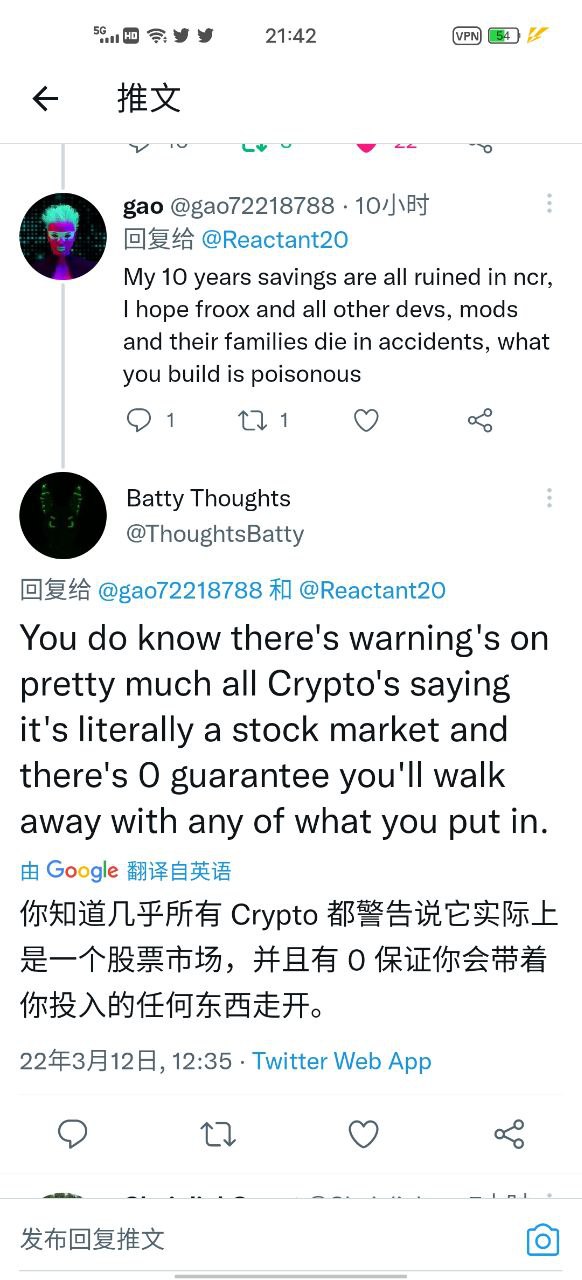 5G HD 21:42 VPN 54
推文
gao @gao72218788 · 10小时
回复给 @Reactant20
My 10 years savings are all ruined in ncr,
I hope froox and all other devs, mods
and their families die in accidents, what
you build is poisonous
1 1
Batty Thoughts
@ThoughtsBatty
回复给 @gao72218788 和 @Reactant20
You do know there's warning's on
pretty much all Crypto's saying
it's literally a stock market and
there's 0 guarantee you'll walk
away with any of what you put in.
由 Google 翻译自英语
你知道几乎所有 Crypto 都警告说它实际上
是一个股票市场，并且有 0 保证你会带着
你投入的任何东西走开。
22年3月12日, 12:35 · Twitter Web App
发布回复推文